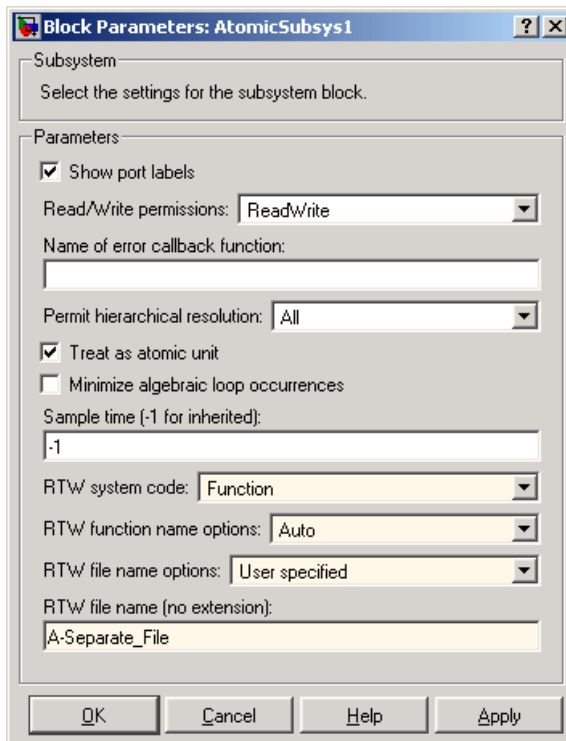 Block Parameters: AtomicSubsys1
Subsystem
Select the settings for the subsystem block.
Parameters
Show port labels
Read/Write permissions: ReadWrite
Name of error callback function:
Permit hierarchical resolution: All
Treat as atomic unit
Minimize algebraic loop occurrences
Sample time (-1 for inherited):
-1
RTW system code: Function
RTW function name options: Auto
RTW file name options: User specified
RTW file name (no extension):
A-Separate_File
OK Cancel Help Apply